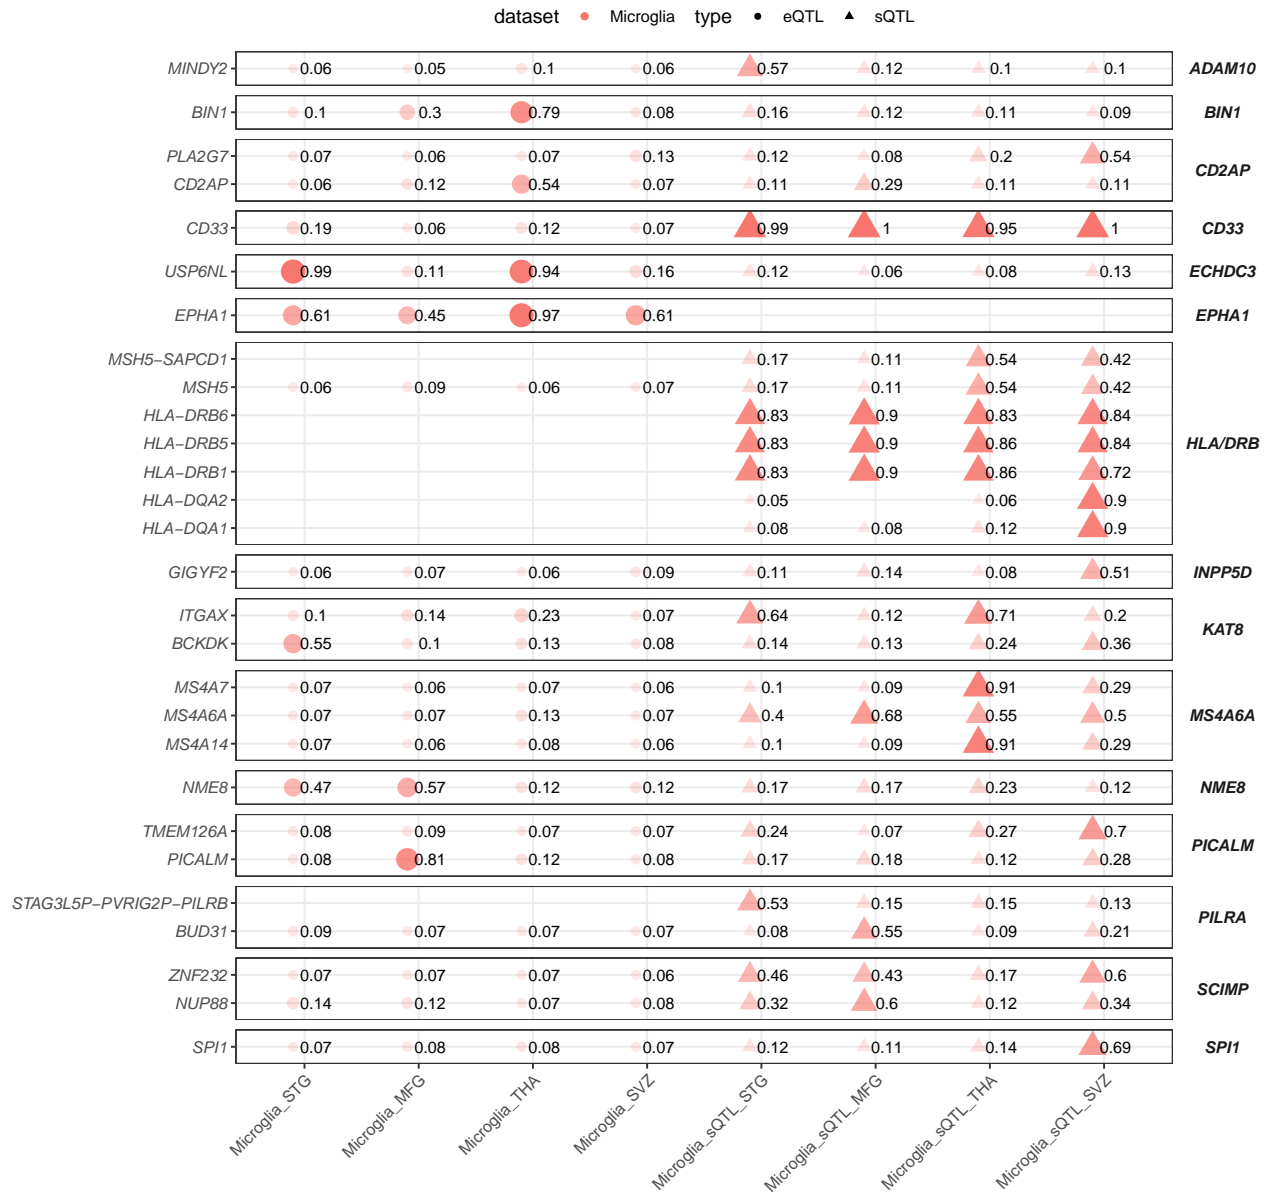 dataset Microglia type eQTL sQTL
MINDY2 0.06 0.05 0.1 0.06 0.57 0.12 0.1 0.1 ADAM10
BIN1 0.1 0.3 0.79 0.08 0.16 0.12 0.11 0.09 BIN1
PLA2G7 0.07 0.06 0.07 0.13 0.12 0.08 0.2 0.54
CD2AP
CD2AP 0.06 0.12 0.54 0.07 0.11 0.29 0.11 0.11
CD33 0.19 0.06 0.12 0.07 0.99 1 0.95 1 CD33
USP6NL 0.99 0.11 0.94 0.16 0.12 0.06 0.08 0.13 ECHDC3
EPHA1 0.61 0.45 0.97 0.61 EPHA1
MSH5−SAPCD1 0.17 0.11 0.54 0.42
MSH5 0.06 0.09 0.06 0.07 0.17 0.11 0.54 0.42
HLA−DRB6 0.83 0.9 0.83 0.84
HLA−DRB5 0.83 0.9 0.86 0.84 HLA/DRB
HLA−DRB1 0.83 0.9 0.86 0.72
HLA−DQA2 0.05 0.06 0.9
HLA−DQA1 0.08 0.08 0.12 0.9
GIGYF2 0.06 0.07 0.06 0.09 0.11 0.14 0.08 0.51 INPP5D
ITGAX 0.1 0.14 0.23 0.07 0.64 0.12 0.71 0.2
KAT8
BCKDK 0.55 0.1 0.13 0.08 0.14 0.13 0.24 0.36
MS4A7 0.07 0.06 0.07 0.06 0.1 0.09 0.91 0.29
MS4A6A 0.07 0.07 0.13 0.07 0.4 0.68 0.55 0.5 MS4A6A
MS4A14 0.07 0.06 0.08 0.06 0.1 0.09 0.91 0.29
NME8 0.47 0.57 0.12 0.12 0.17 0.17 0.23 0.12 NME8
TMEM126A 0.08 0.09 0.07 0.07 0.24 0.07 0.27 0.7
PICALM
PICALM 0.08 0.81 0.12 0.08 0.17 0.18 0.12 0.28
STAG3L5P−PVRIG2P−PILRB 0.53 0.15 0.15 0.13
PILRA
BUD31 0.09 0.07 0.07 0.07 0.08 0.55 0.09 0.21
ZNF232 0.07 0.07 0.07 0.06 0.46 0.43 0.17 0.6
SCIMP
NUP88 0.14 0.12 0.07 0.08 0.32 0.6 0.12 0.34
SPI1 0.07 0.08 0.08 0.07 0.12 0.11 0.14 0.69 SPI1
Microglia_STG Microglia_MFG Microglia_THA Microglia_SVZ Microglia_sQTL_STG Microglia_sQTL_MFG Microglia_sQTL_THA Microglia_sQTL_SVZ